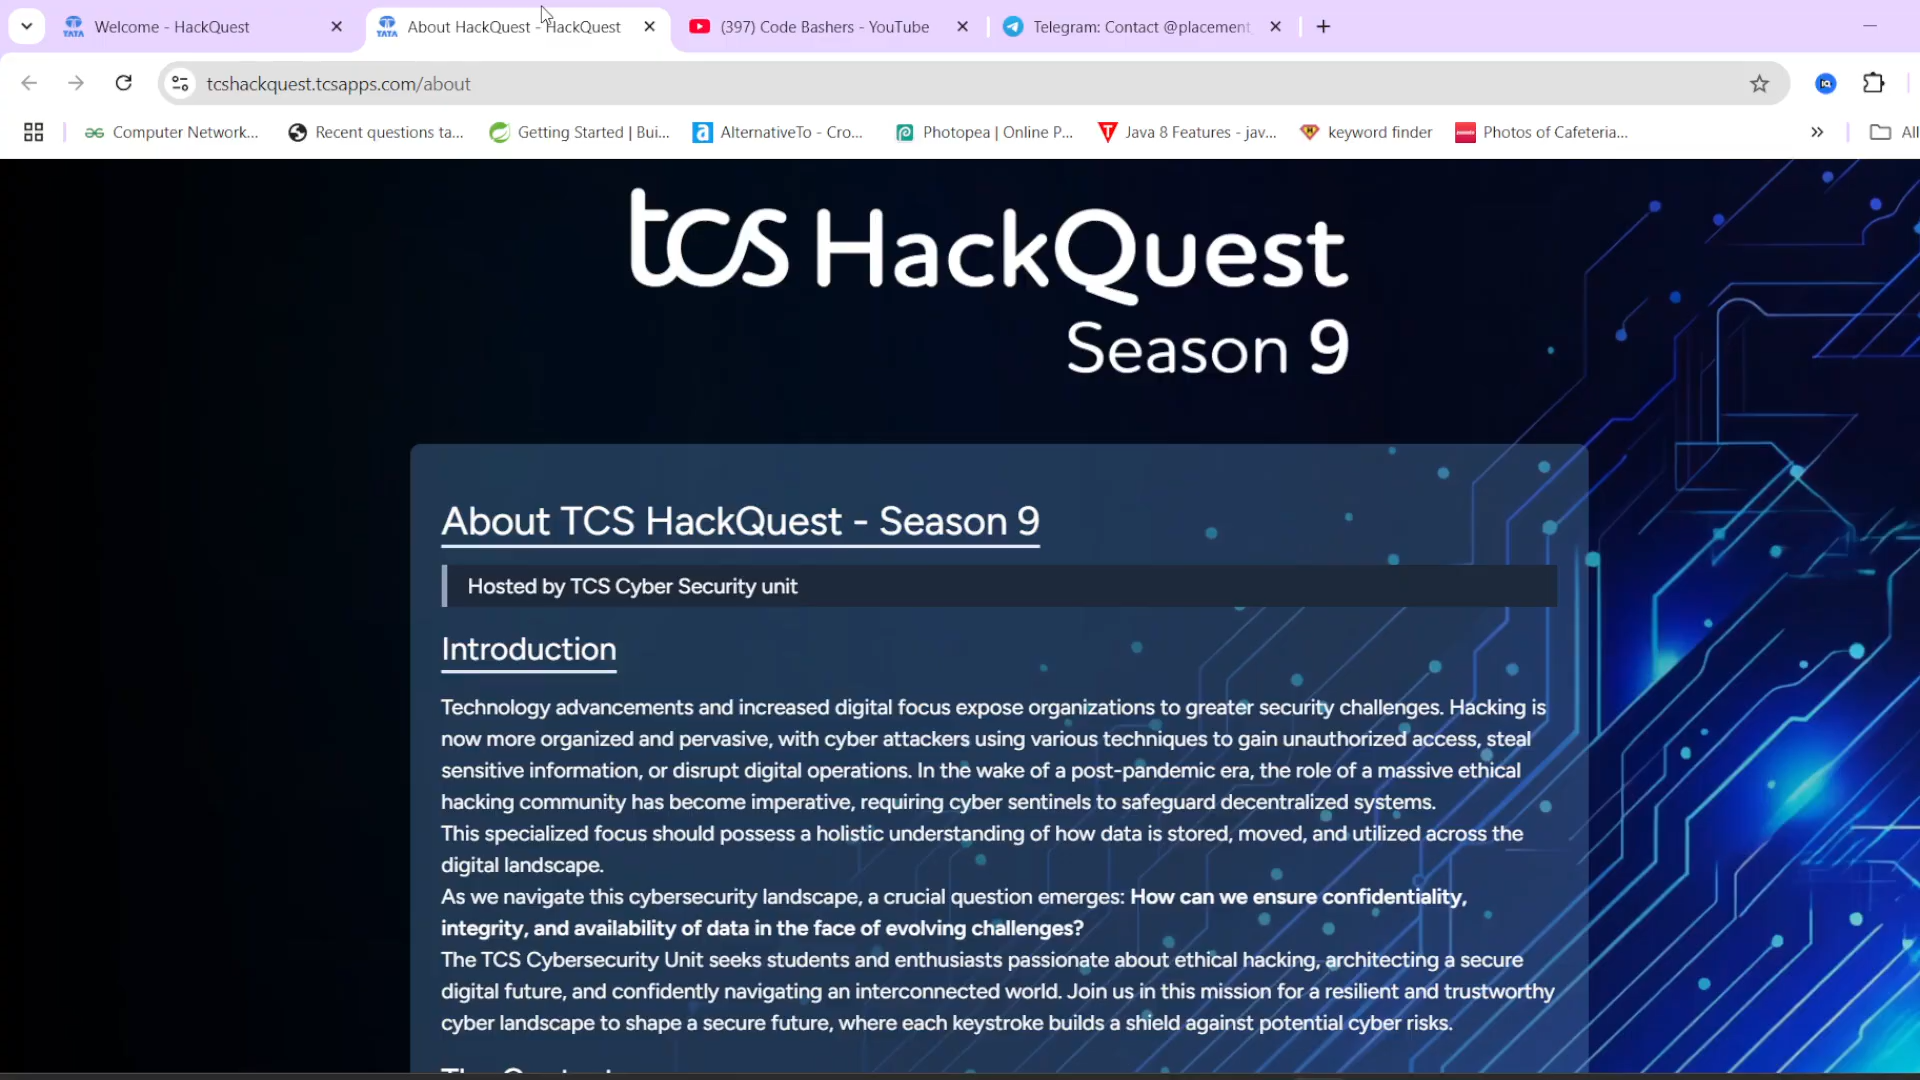 Welcome - HackQuest
About HackQuest - HackQuest
(397) Code Bashers - YouTube
Telegram: Contact @placement
tcshackquest.tcsapps.com/about
Computer Network...
Recent questions ta...
Getting Started | Bui...
AlternativeTo - Cro...
Photopea | Online P...
Java 8 Features - jav...
keyword finder
Photos of Cafeteria...
All
tcs HackQuest
Season 9
About TCS HackQuest - Season 9
Hosted by TCS Cyber Security unit
Introduction
Technology advancements and increased digital focus expose organizations to greater security challenges. Hacking is
now more organized and pervasive, with cyber attackers using various techniques to gain unauthorized access, steal
sensitive information, or disrupt digital operations. In the wake of a post-pandemic era, the role of a massive ethical
hacking community has become imperative, requiring cyber sentinels to safeguard decentralized systems.
This specialized focus should possess a holistic understanding of how data is stored, moved, and utilized across the
digital landscape.
As we navigate this cybersecurity landscape, a crucial question emerges: How can we ensure confidentiality,
integrity, and availability of data in the face of evolving challenges?
The TCS Cybersecurity Unit seeks students and enthusiasts passionate about ethical hacking, architecting a secure
digital future, and confidently navigating an interconnected world. Join us in this mission for a resilient and trustworthy
cyber landscape to shape a secure future, where each keystroke builds a shield against potential cyber risks.